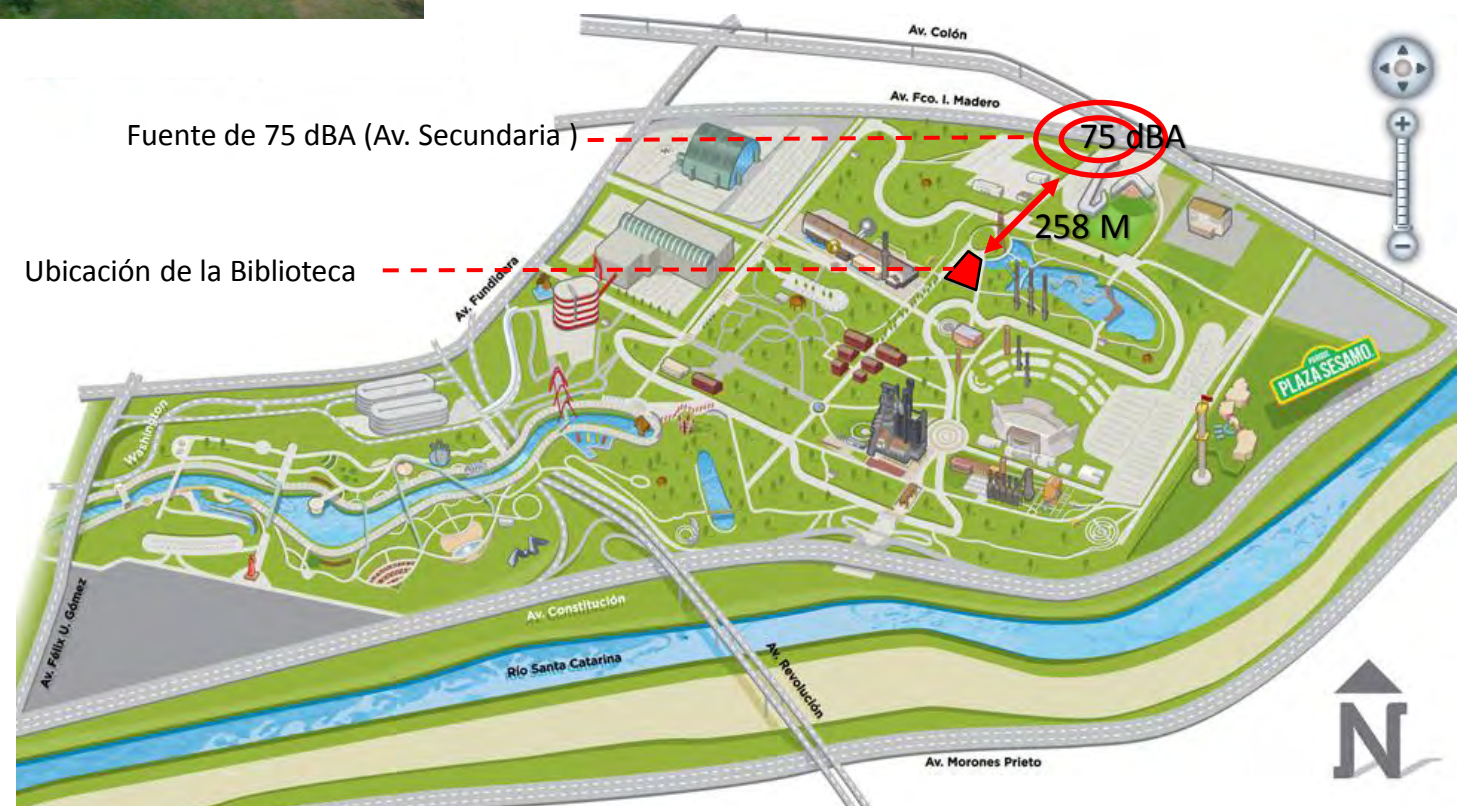 Av. Colón
Av. Fco. I. Madero
Fuente de 75 dBA (Av. Secundaria )
75 dBA
258 M
Ubicación de la Biblioteca
Av. Fundidora
PARQUE
PLAZA SESAMO
Washington
Av. Félix U. Gómez
Av. Constitución
Río Santa Catarina
Av. Revolución
Av. Morones Prieto
N